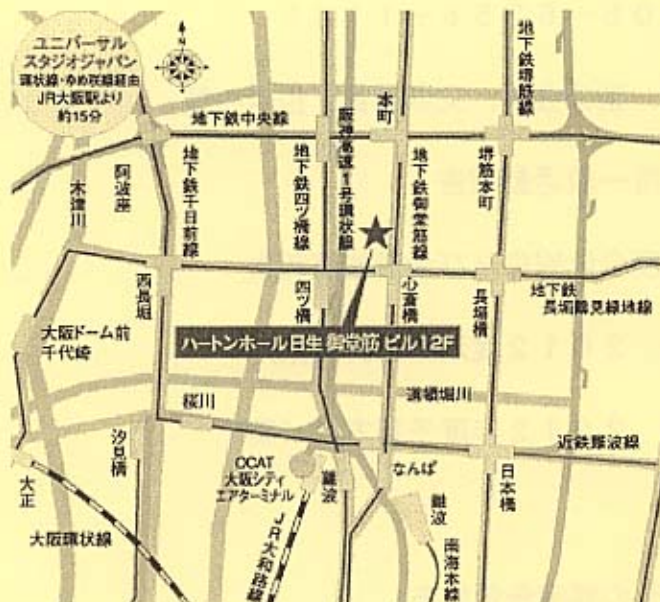 ユニバーサル
スタジオジャパン
環状線・ゆめ咲線経由
JR大阪駅より
約15分
地下鉄中央線
阪神高速1号環状線
本町
地下鉄堺筋線
木津川
阿波座
地下鉄千日前線
地下鉄四ツ橋線
地下鉄御堂筋線
堺筋本町
西長堀
四ツ橋
心斎橋
長堀橋
地下鉄
長堀鶴見緑地線
大阪ドーム前
千代崎
ハートンホール日生御堂筋ビル12F
桜川
道頓堀川
汐見橋
近鉄難波線
大正
OCAT
大阪シティ
エアターミナル
難波
なんば
日本橋
難波
大阪環状線
JR大和路線
南海本線